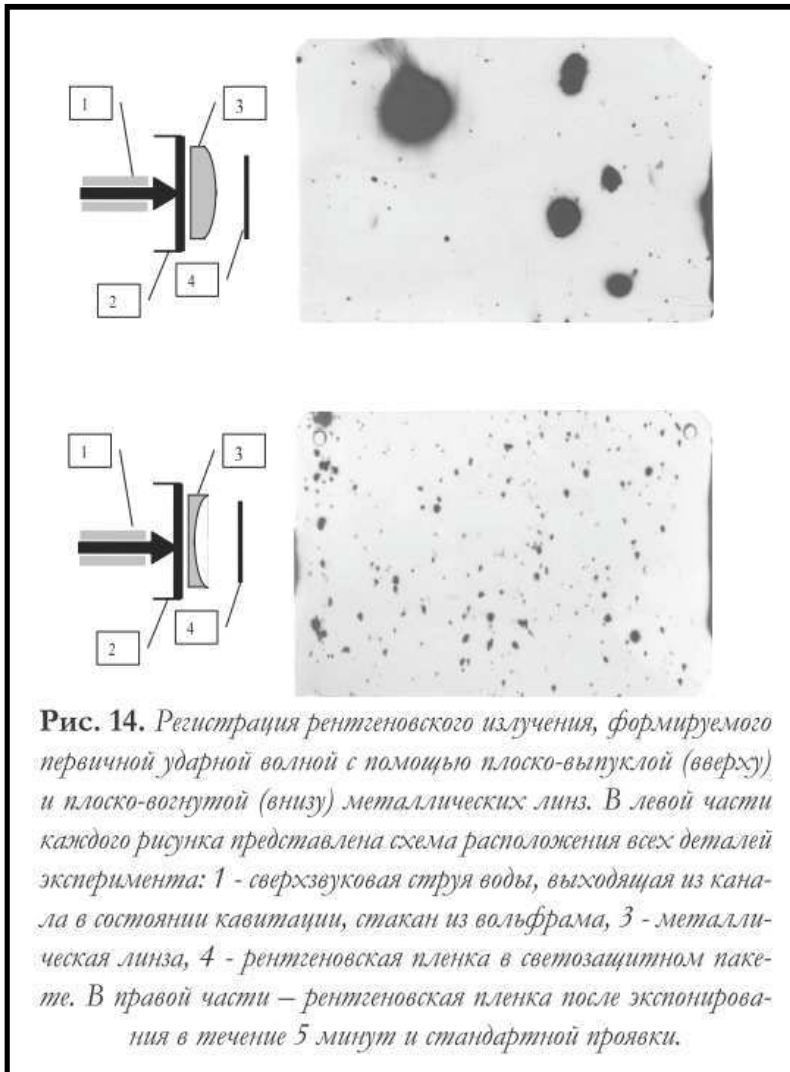 1
3
2
4
1
3
2
4
Рис. 14. Регистрация рентгеновского излучения, формируемого
первичной ударной волной с помощью плоско-выпуклой (вверху)
и плоско-вогнутой (внизу) металлических линз. В левой части
каждого рисунка представлена схема расположения всех деталей
эксперимента: 1 - сверхзвуковая струя воды, выходящая из кана-
ла в состоянии кавитации, стакан из вольфрама, 3 - металли-
ческая линза, 4 - рентгеновская пленка в светозащитном паке-
те. В правой части – рентгеновская пленка после экспонирова-
ния в течение 5 минут и стандартной проявки.